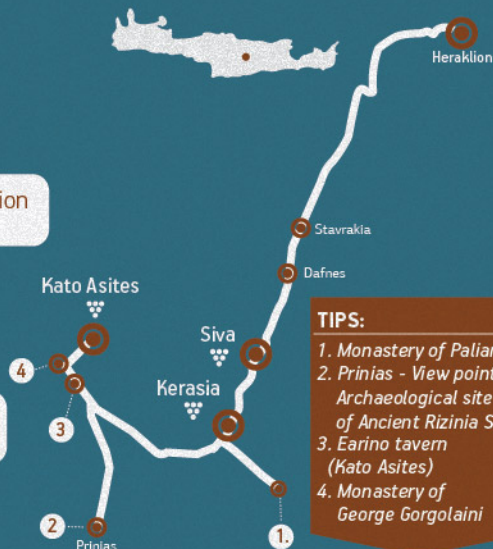 Heraklion
ion
Stavrakia
Dafnes
Kato Asites
Siva
Kerasia
4
3
2
Prinias
1.
TIPS:
1. Monastery of Palian
2. Prinias - View point
Archaeological site
of Ancient Rizinia S
3. Earino tavern
(Kato Asites)
4. Monastery of
George Gorgolaini